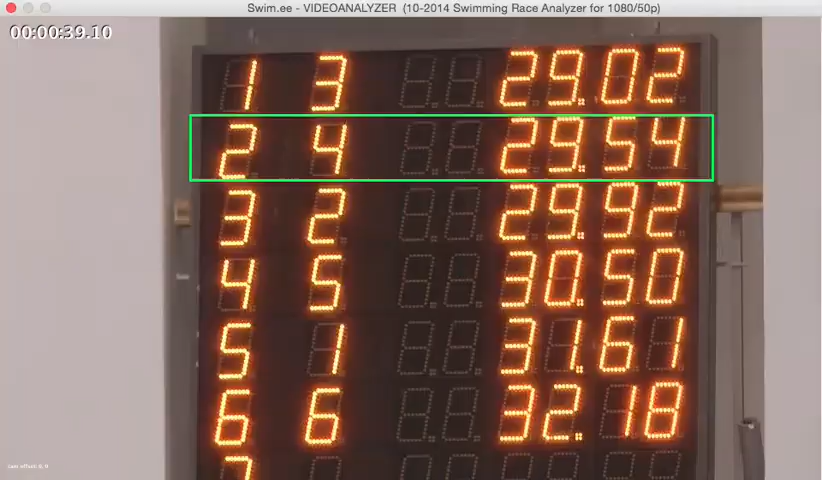 Swim.ee - VIDEOANALYZER (10-2014 Swimming Race Analyzer for 1080/50p)
00:00:39.10
1 3 29.02
2 4 29.54
3 2 29.92
4 5 30.50
5 1 31.61
6 6 32.18